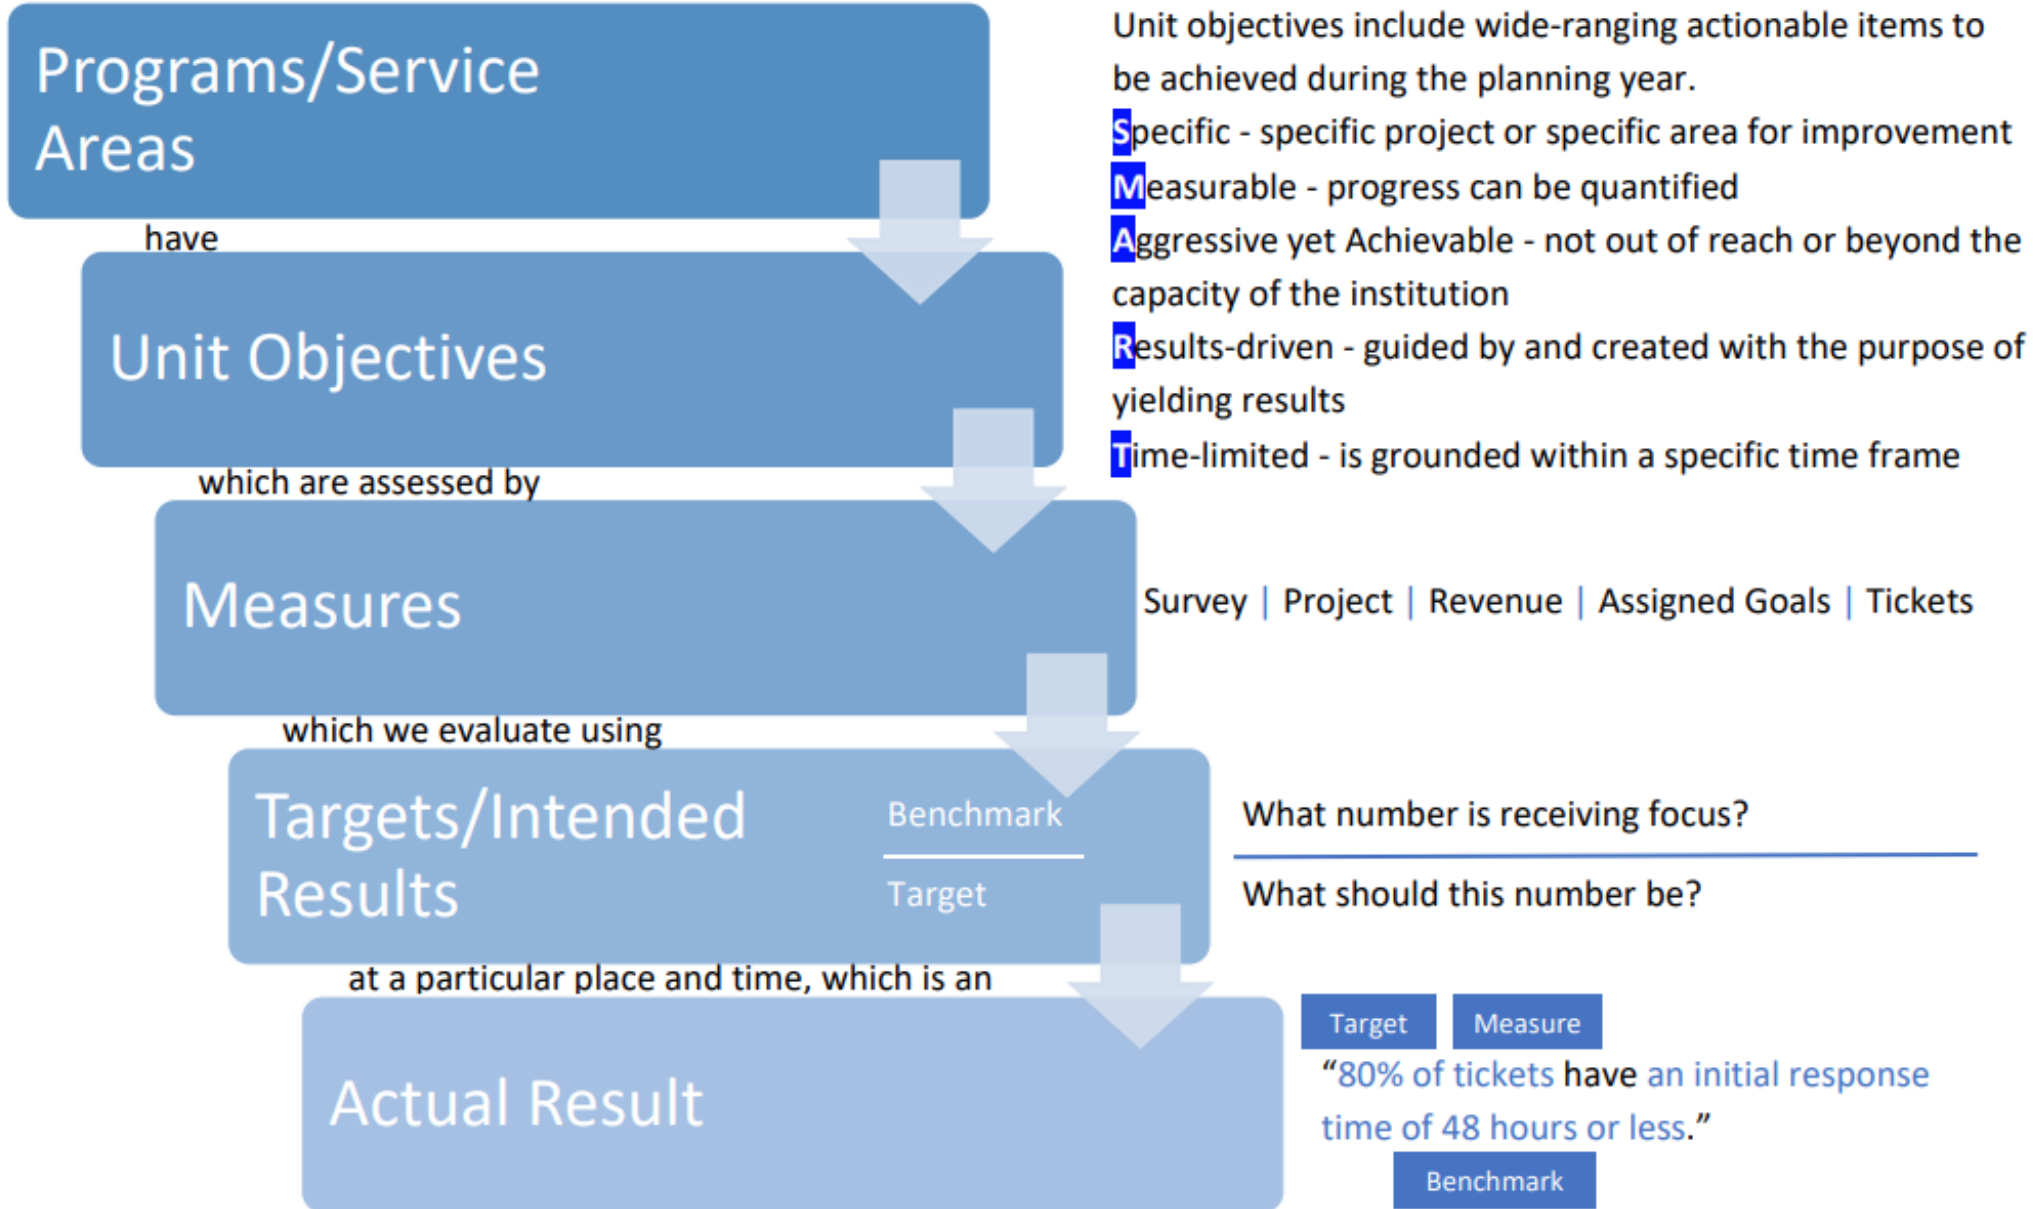 Programs/Service
Areas
have
Unit Objectives
which are assessed by
Measures
which we evaluate using
Targets/Intended
Results
Benchmark
Target
at a particular place and time, which is an
Actual Result
Unit objectives include wide-ranging actionable items to
be achieved during the planning year.
Specific - specific project or specific area for improvement
Measurable - progress can be quantified
Aggressive yet Achievable - not out of reach or beyond the
capacity of the institution
Results-driven - guided by and created with the purpose of
yielding results
Time-limited - is grounded within a specific time frame
Survey | Project | Revenue | Assigned Goals | Tickets
What number is receiving focus?
What should this number be?
Target Measure
“80% of tickets have an initial response
time of 48 hours or less.”
Benchmark